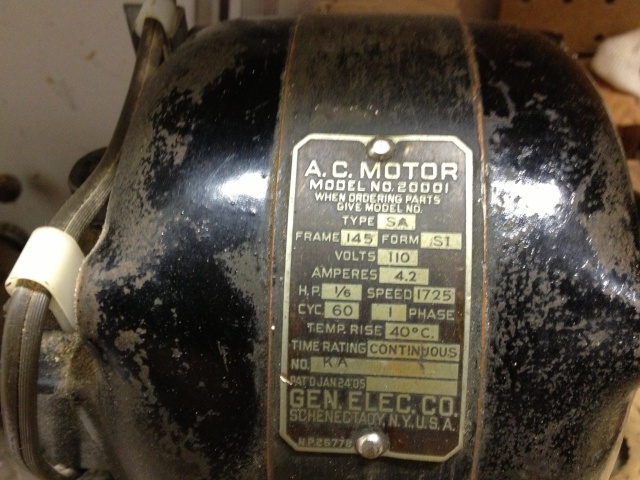 A.C. MOTOR
MODEL NO. 20001
WHEN ORDERING PARTS
GIVE MODEL NO.
TYPE SA
FRAME 145 FORM S1
VOLTS 110
AMPERES 4.2
H.P. 1/6 SPEED 1725
CYC. 60 1 PHASE
TEMP. RISE 40°C.
TIME RATING CONTINUOUS
NO. KA
PAT'D JAN 24'05
GEN. ELEC. CO.
SCHENECTADY, N.Y. U.S.A.
N.P. 26778